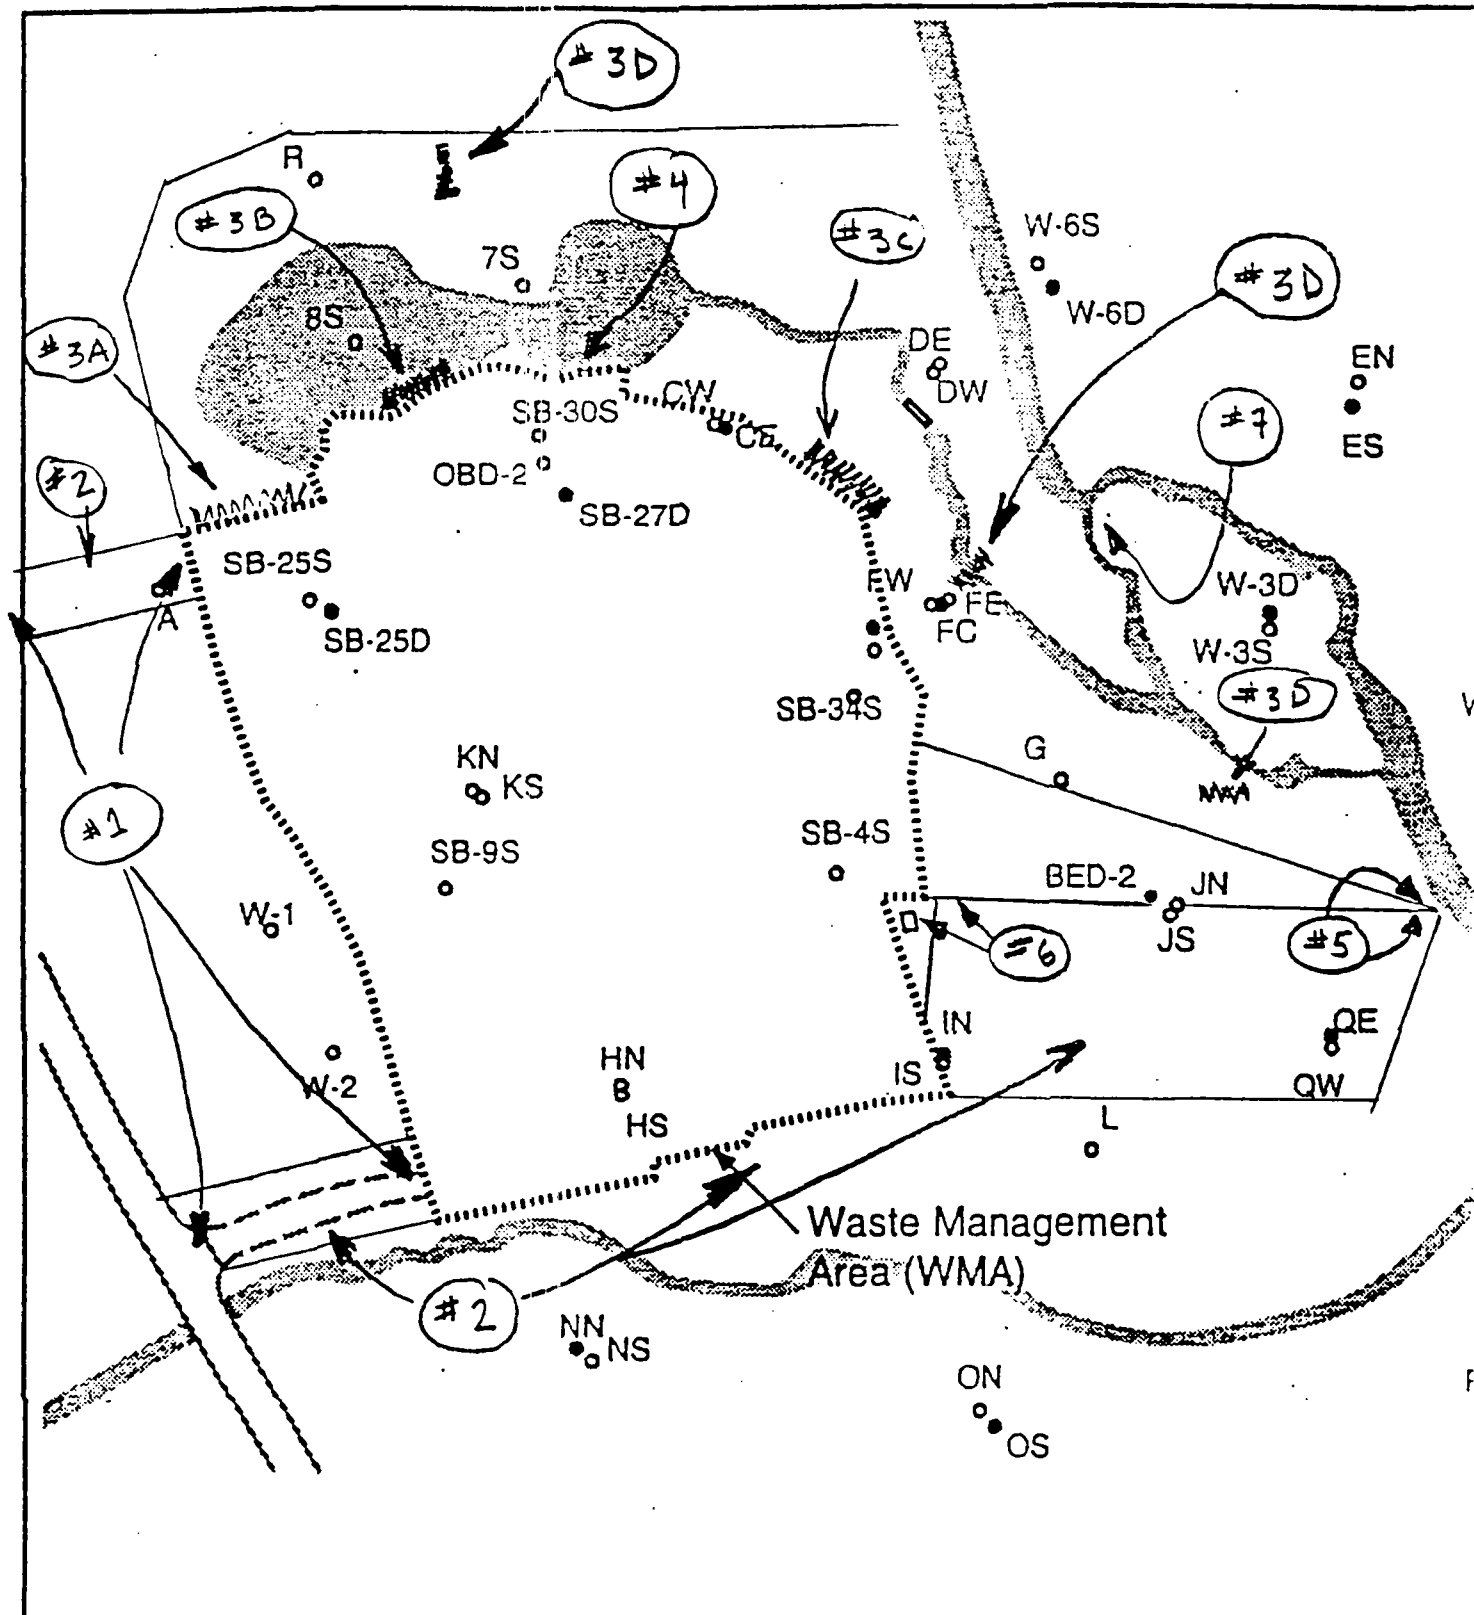 #3D
R
#4
#3B
#3C
W-6S
7S
#3D
W-6D
8S
DE
#3A
EN
DW
CW
SB-30S
#7
CE
ES
OBD-2
#2
SB-27D
SB-25S
W-3D
FW
FE
A
FC
SB-25D
W-3S
#3D
SB-34S
G
KN
KS
#1
SB-4S
SB-9S
BED-2
JN
W-1
#5
JS
#6
IN
QE
HN
IS
W-2
QW
HS
L
Waste Management
Area (WMA)
#2
NN
NS
ON
OS